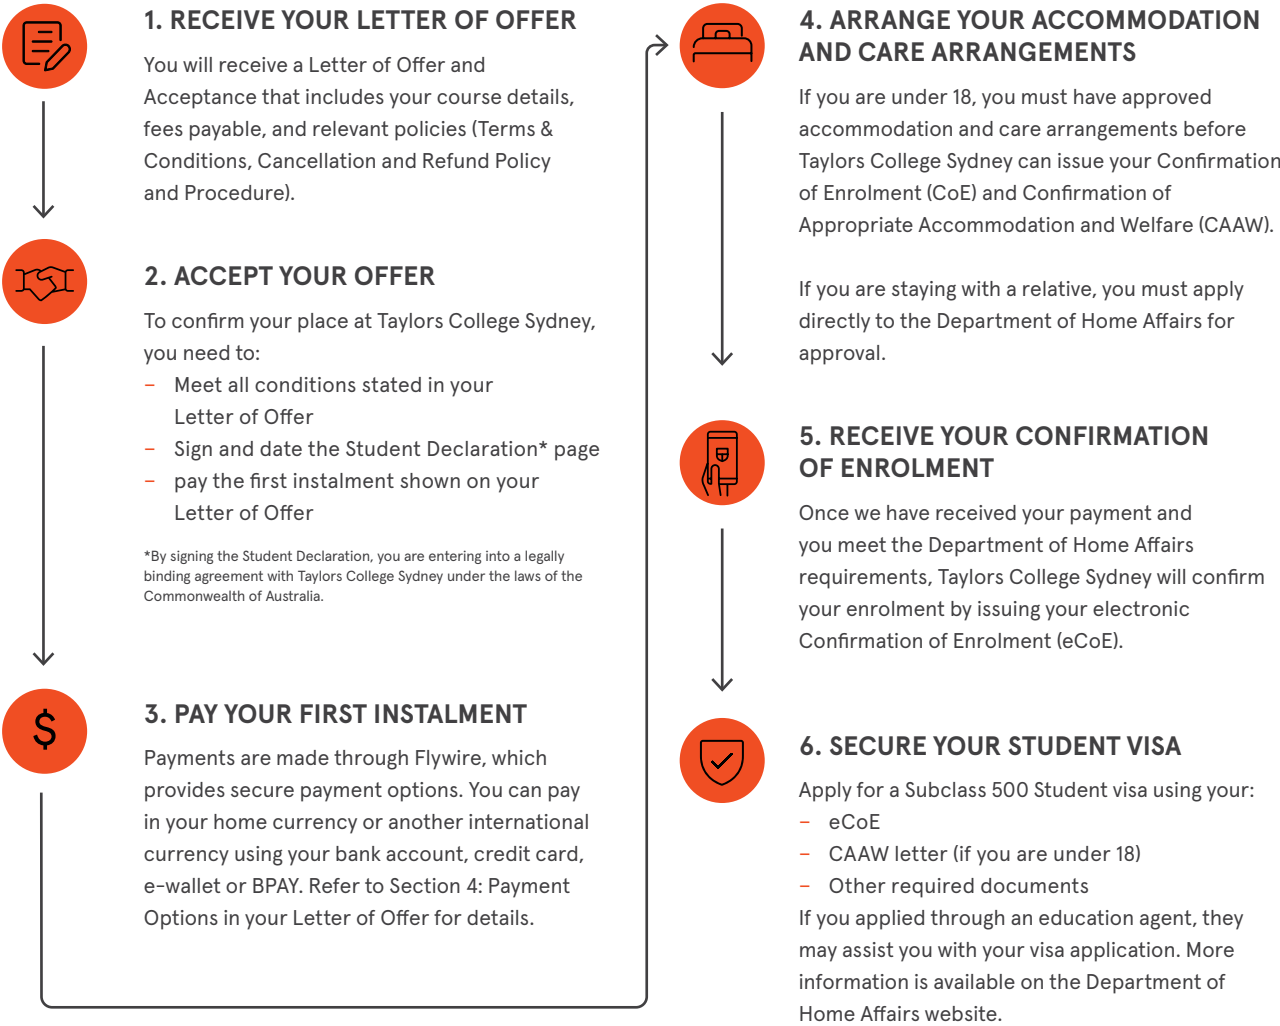 1. RECEIVE YOUR LETTER OF OFFER
You will receive a Letter of Offer and
Acceptance that includes your course details,
fees payable, and relevant policies (Terms &
Conditions, Cancellation and Refund Policy
and Procedure).
2. ACCEPT YOUR OFFER
To confirm your place at Taylors College Sydney,
you need to:
– Meet all conditions stated in your
Letter of Offer
– Sign and date the Student Declaration* page
– pay the first instalment shown on your
Letter of Offer
*By signing the Student Declaration, you are entering into a legally
binding agreement with Taylors College Sydney under the laws of the
Commonwealth of Australia.
$
3. PAY YOUR FIRST INSTALMENT
Payments are made through Flywire, which
provides secure payment options. You can pay
in your home currency or another international
currency using your bank account, credit card,
e-wallet or BPAY. Refer to Section 4: Payment
Options in your Letter of Offer for details.
4. ARRANGE YOUR ACCOMMODATION
AND CARE ARRANGEMENTS
If you are under 18, you must have approved
accommodation and care arrangements before
Taylors College Sydney can issue your Confirmation
of Enrolment (CoE) and Confirmation of
Appropriate Accommodation and Welfare (CAAW).
If you are staying with a relative, you must apply
directly to the Department of Home Affairs for
approval.
5. RECEIVE YOUR CONFIRMATION
OF ENROLMENT
Once we have received your payment and
you meet the Department of Home Affairs
requirements, Taylors College Sydney will confirm
your enrolment by issuing your electronic
Confirmation of Enrolment (eCoE).
6. SECURE YOUR STUDENT VISA
Apply for a Subclass 500 Student visa using your:
– eCoE
– CAAW letter (if you are under 18)
– Other required documents
If you applied through an education agent, they
may assist you with your visa application. More
information is available on the Department of
Home Affairs website.